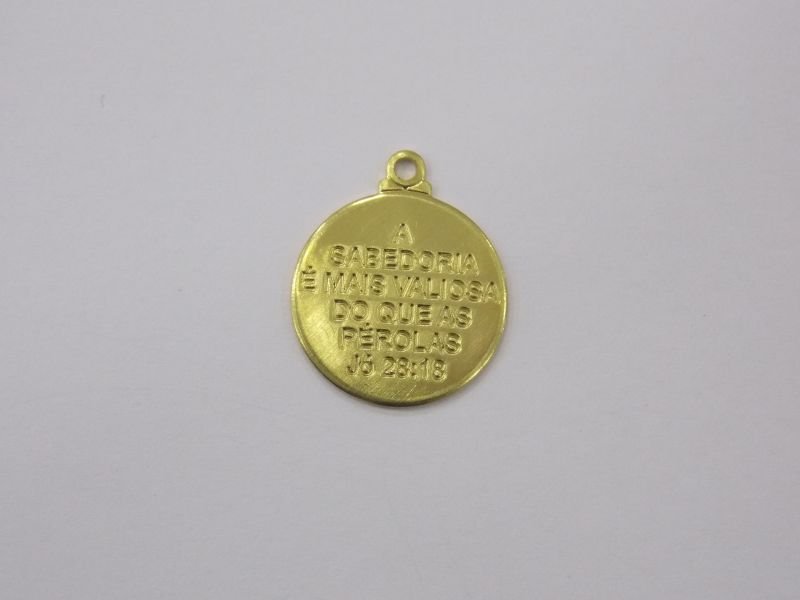 A
SABEDORIA
É MAIS VALIOSA
DO QUE AS
PÉROLAS
Jó 28:18